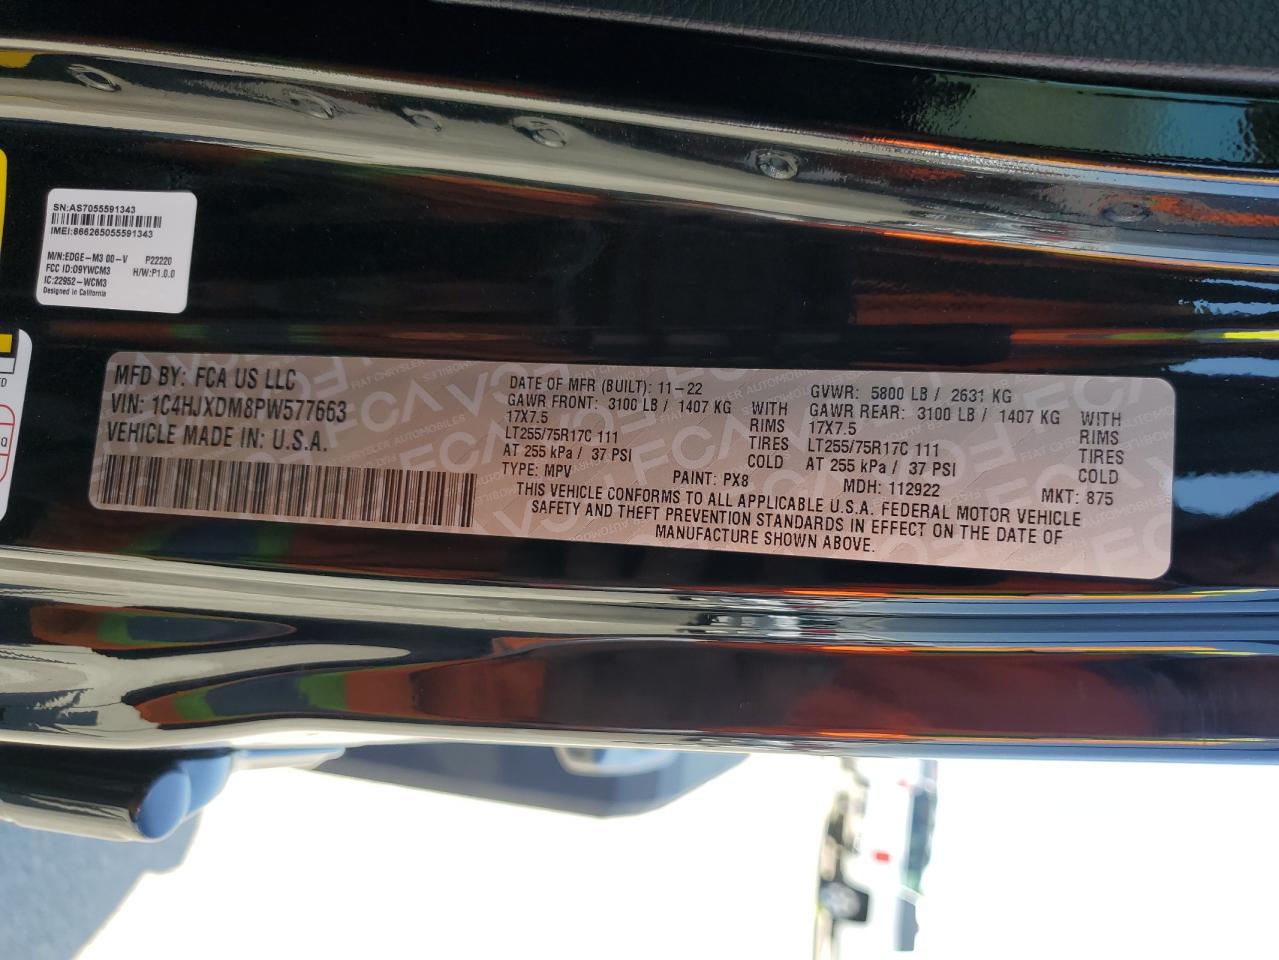 SN:AS7055591343
IMEI:866265055591343
M/N:EDGE-M3 00-V P22220
FCC ID:O9YWCM3 H/W:P1.0.0
IC:22952-WCM3
Designed in California
MFD BY: FCA US LLC
VIN: 1C4HJXDM8PW577663
VEHICLE MADE IN: U.S.A.
DATE OF MFR (BUILT): 11-22
GAWR FRONT: 3100 LB / 1407 KG WITH
17X7.5 RIMS
LT255/75R17C 111 TIRES
AT 255 kPa / 37 PSI COLD
TYPE: MPV PAINT: PX8
GVWR: 5800 LB / 2631 KG
GAWR REAR: 3100 LB / 1407 KG WITH
17X7.5 RIMS
LT255/75R17C 111 TIRES
AT 255 kPa / 37 PSI COLD
MDH: 112922 MKT: 875
THIS VEHICLE CONFORMS TO ALL APPLICABLE U.S.A. FEDERAL MOTOR VEHICLE
SAFETY AND THEFT PREVENTION STANDARDS IN EFFECT ON THE DATE OF
MANUFACTURE SHOWN ABOVE.